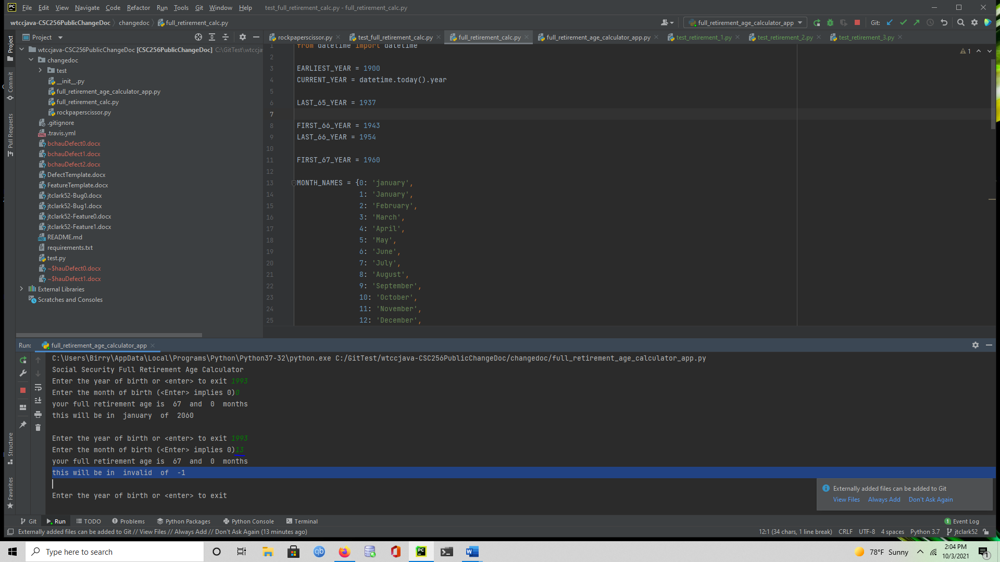 File Edit View Navigate Code Refactor Run Tools Git Window Help test_full_retirement_calc.py - full_retirement_calc.py
wtccjava-CSC256PublicChangeDoc changedoc full_retirement_calc.py full_retirement_age_calculator_app Git:
Project rockpaperscissor.py test_full_retirement_calc.py full_retirement_calc.py full_retirement_age_calculator_app.py test_retirement_1.py test_retirement_2.py test_retirement_3.py
Project
Commit
Pull Requests
Structure
Favorites
wtccjava-CSC256PublicChangeDoc [CSC256PublicChangeDoc] C:\GitTest\wtccja
changedoc
test
__init__.py
full_retirement_age_calculator_app.py
full_retirement_calc.py
rockpaperscissor.py
.gitignore
.travis.yml
bchauDefect0.docx
bchauDefect1.docx
bchauDefect2.docx
DefectTemplate.docx
FeatureTemplate.docx
jtclark52-Bug0.docx
jtclark52-Bug1.docx
jtclark52-Feature0.docx
jtclark52-Feature1.docx
README.md
requirements.txt
test.py
~$hauDefect0.docx
~$hauDefect1.docx
External Libraries
Scratches and Consoles
1 from datetime import datetime
2
3 EARLIEST_YEAR = 1900
4 CURRENT_YEAR = datetime.today().year
5
6 LAST_65_YEAR = 1937
7
8 FIRST_66_YEAR = 1943
9 LAST_66_YEAR = 1954
10
11 FIRST_67_YEAR = 1960
12
13 MONTH_NAMES = {0: 'january',
14 1: 'January',
15 2: 'February',
16 3: 'March',
17 4: 'April',
18 5: 'May',
19 6: 'June',
20 7: 'July',
21 8: 'August',
22 9: 'September',
23 10: 'October',
24 11: 'November',
25 12: 'December',
1
Run: full_retirement_age_calculator_app
C:\Users\Birry\AppData\Local\Programs\Python\Python37-32\python.exe C:/GitTest/wtccjava-CSC256PublicChangeDoc/changedoc/full_retirement_age_calculator_app.py
Social Security Full Retirement Age Calculator
Enter the year of birth or <enter> to exit 1993
Enter the month of birth (<Enter> implies 0)0
your full retirement age is 67 and 0 months
this will be in january of 2060
Enter the year of birth or <enter> to exit 1993
Enter the month of birth (<Enter> implies 0)13
your full retirement age is 67 and 0 months
this will be in invalid of -1
Enter the year of birth or <enter> to exit
Externally added files can be added to Git
View Files Always Add Don't Ask Again
Git Run TODO Problems Python Packages Python Console Terminal 1 Event Log
Externally added files can be added to Git // View Files // Always Add // Don't Ask Again (13 minutes ago) 12:1 (34 chars, 1 line break) CRLF UTF-8 4 spaces Python 3.7 jtclark52
Type here to search qb PC W 78°F Sunny 2:04 PM
10/3/2021 1